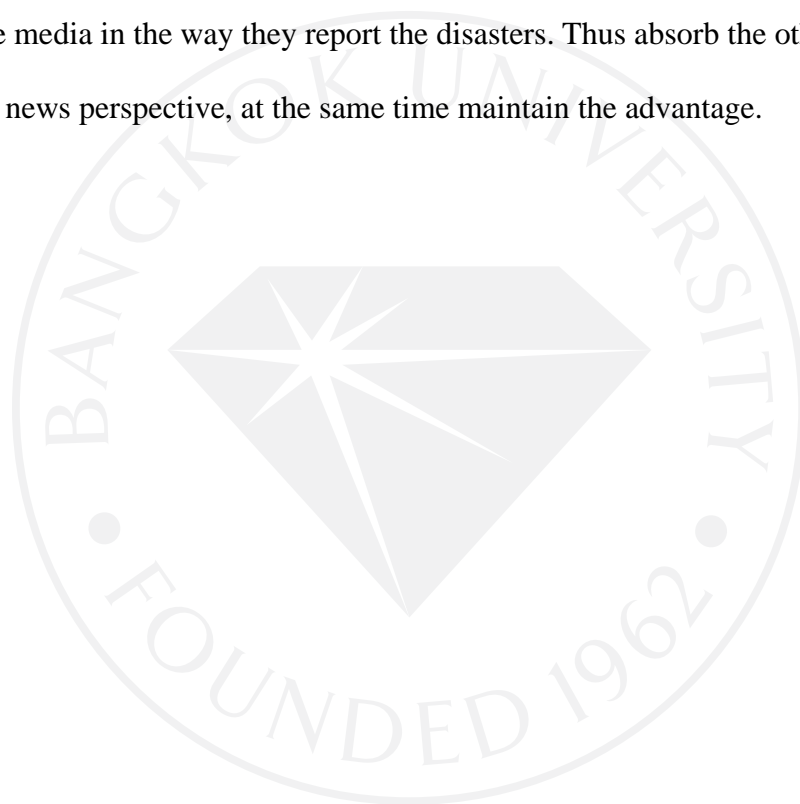 media in the way they report the disasters. Thus absorb the
news perspective, at the same time maintain the advantage.
BANGKOK UNIVERSITY
• FOUNDED 1962 •